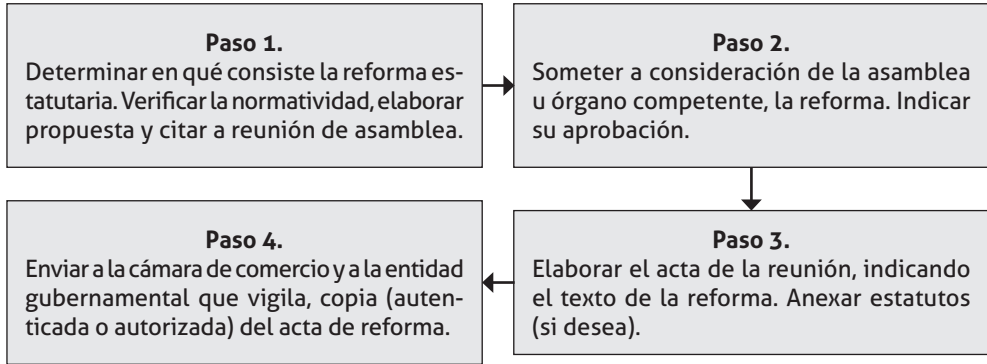 Paso 1.
Determinar en qué consiste la reforma es-
tatutaria. Verificar la normatividad, elaborar
propuesta y citar a reunión de asamblea.
Paso 2.
Someter a consideración de la asamblea
u órgano competente, la reforma. Indicar
su aprobación.
Paso 3.
Elaborar el acta de la reunión, indicando
el texto de la reforma. Anexar estatutos
(si desea).
Paso 4.
Enviar a la cámara de comercio y a la entidad
gubernamental que vigila, copia (auten-
ticada o autorizada) del acta de reforma.